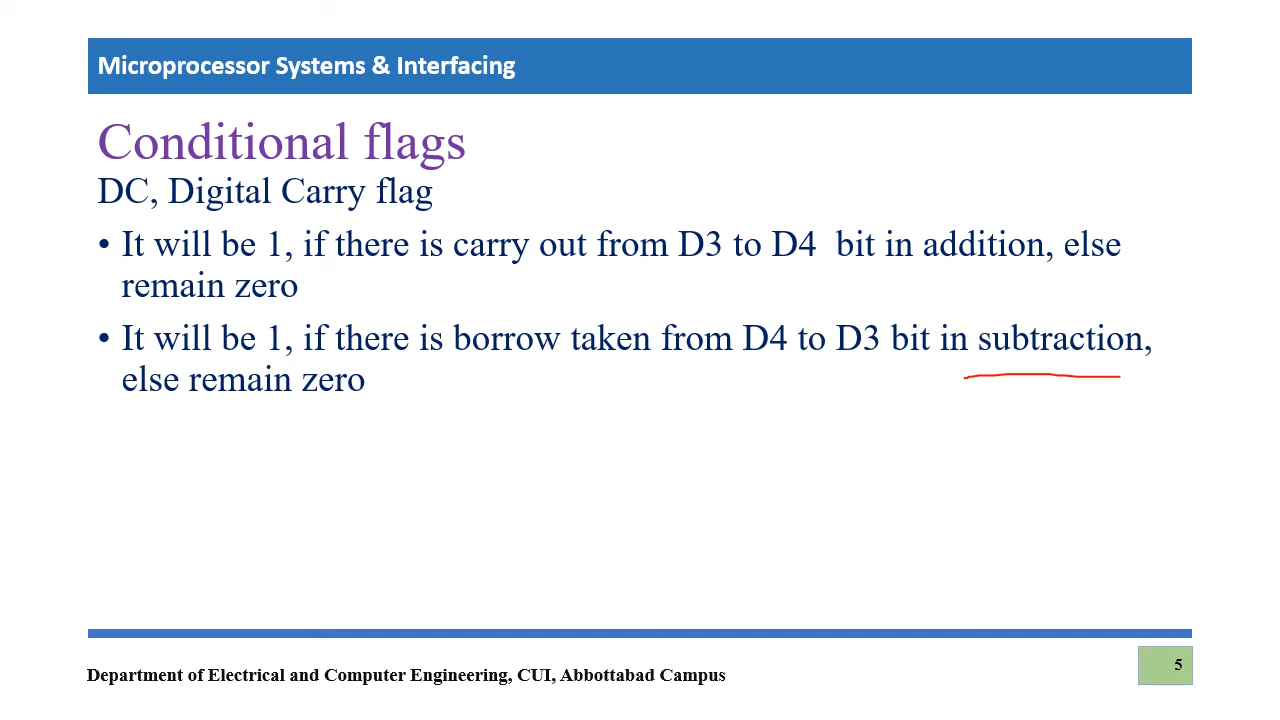 Microprocessor Systems & Interfacing
Conditional flags
DC, Digital Carry flag
• It will be 1, if there is carry out from D3 to D4 bit in addition, else
remain zero
• It will be 1, if there is borrow taken from D4 to D3 bit in subtraction,
else remain zero
Department of Electrical and Computer Engineering, CUI, Abbottabad Campus
5